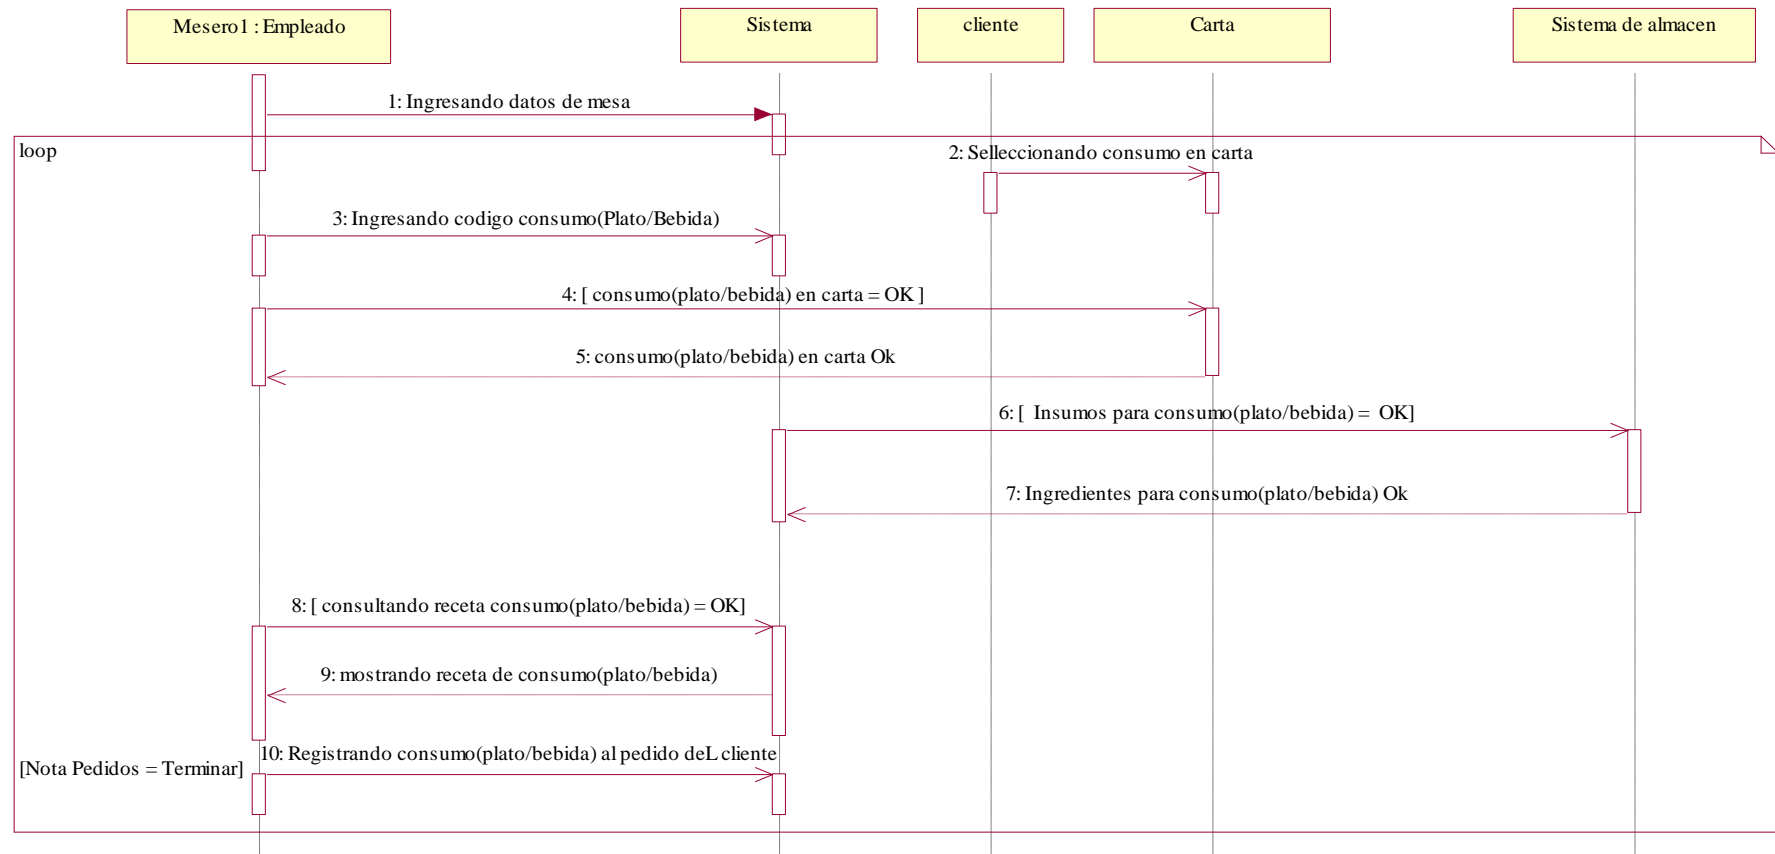 Mesero1 : Empleado
Sistema
cliente
Carta
Sistema de almacen
1: Ingresando datos de mesa
loop
2: Selleccionando consumo en carta
3: Ingresando codigo consumo(Plato/Bebida)
4: [ consumo(plato/bebida) en carta = OK ]
5: consumo(plato/bebida) en carta Ok
6: [ Insumos para consumo(plato/bebida) = OK]
7: Ingredientes para consumo(plato/bebida) Ok
8: [ consultando receta consumo(plato/bebida) = OK]
9: mostrando receta de consumo(plato/bebida)
10: Registrando consumo(plato/bebida) al pedido deL cliente
[Nota Pedidos = Terminar]